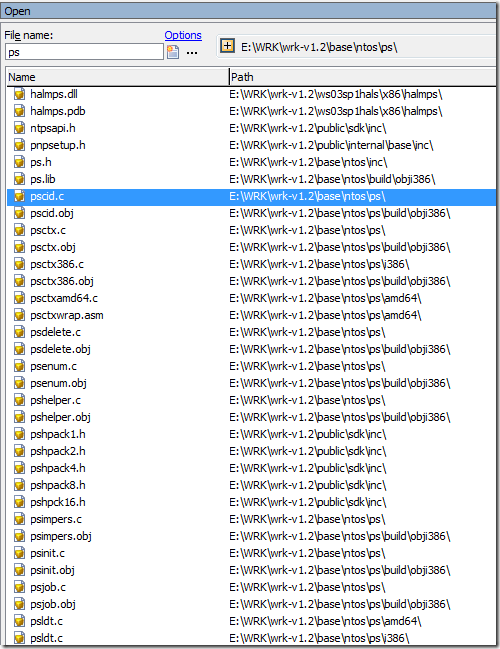 Open
File name:
Options
ps
...
E:\WRK\wrk-v1.2\base\ntos\ps\
Name Path
halmps.dll E:\WRK\wrk-v1.2\ws03sp1hals\x86\halmps\
halmps.pdb E:\WRK\wrk-v1.2\ws03sp1hals\x86\halmps\
ntpsapi.h E:\WRK\wrk-v1.2\public\sdk\inc\
pnpsetup.h E:\WRK\wrk-v1.2\public\internal\base\inc\
ps.h E:\WRK\wrk-v1.2\base\ntos\inc\
ps.lib E:\WRK\wrk-v1.2\base\ntos\build\obji386\
pscid.c E:\WRK\wrk-v1.2\base\ntos\ps\
pscid.obj E:\WRK\wrk-v1.2\base\ntos\ps\build\obji386\
psctx.c E:\WRK\wrk-v1.2\base\ntos\ps\
psctx.obj E:\WRK\wrk-v1.2\base\ntos\ps\build\obji386\
psctx386.c E:\WRK\wrk-v1.2\base\ntos\ps\i386\
psctx386.obj E:\WRK\wrk-v1.2\base\ntos\ps\build\obji386\
psctxamd64.c E:\WRK\wrk-v1.2\base\ntos\ps\amd64\
psctxwrap.asm E:\WRK\wrk-v1.2\base\ntos\ps\amd64\
psdelete.c E:\WRK\wrk-v1.2\base\ntos\ps\
psdelete.obj E:\WRK\wrk-v1.2\base\ntos\ps\build\obji386\
psenum.c E:\WRK\wrk-v1.2\base\ntos\ps\
psenum.obj E:\WRK\wrk-v1.2\base\ntos\ps\build\obji386\
pshelper.c E:\WRK\wrk-v1.2\base\ntos\ps\
pshelper.obj E:\WRK\wrk-v1.2\base\ntos\ps\build\obji386\
pshpack1.h E:\WRK\wrk-v1.2\public\sdk\inc\
pshpack2.h E:\WRK\wrk-v1.2\public\sdk\inc\
pshpack4.h E:\WRK\wrk-v1.2\public\sdk\inc\
pshpack8.h E:\WRK\wrk-v1.2\public\sdk\inc\
pshpck16.h E:\WRK\wrk-v1.2\public\sdk\inc\
psimpers.c E:\WRK\wrk-v1.2\base\ntos\ps\
psimpers.obj E:\WRK\wrk-v1.2\base\ntos\ps\build\obji386\
psinit.c E:\WRK\wrk-v1.2\base\ntos\ps\
psinit.obj E:\WRK\wrk-v1.2\base\ntos\ps\build\obji386\
psjob.c E:\WRK\wrk-v1.2\base\ntos\ps\
psjob.obj E:\WRK\wrk-v1.2\base\ntos\ps\build\obji386\
psldt.c E:\WRK\wrk-v1.2\base\ntos\ps\amd64\
psldt.c E:\WRK\wrk-v1.2\base\ntos\ps\i386\